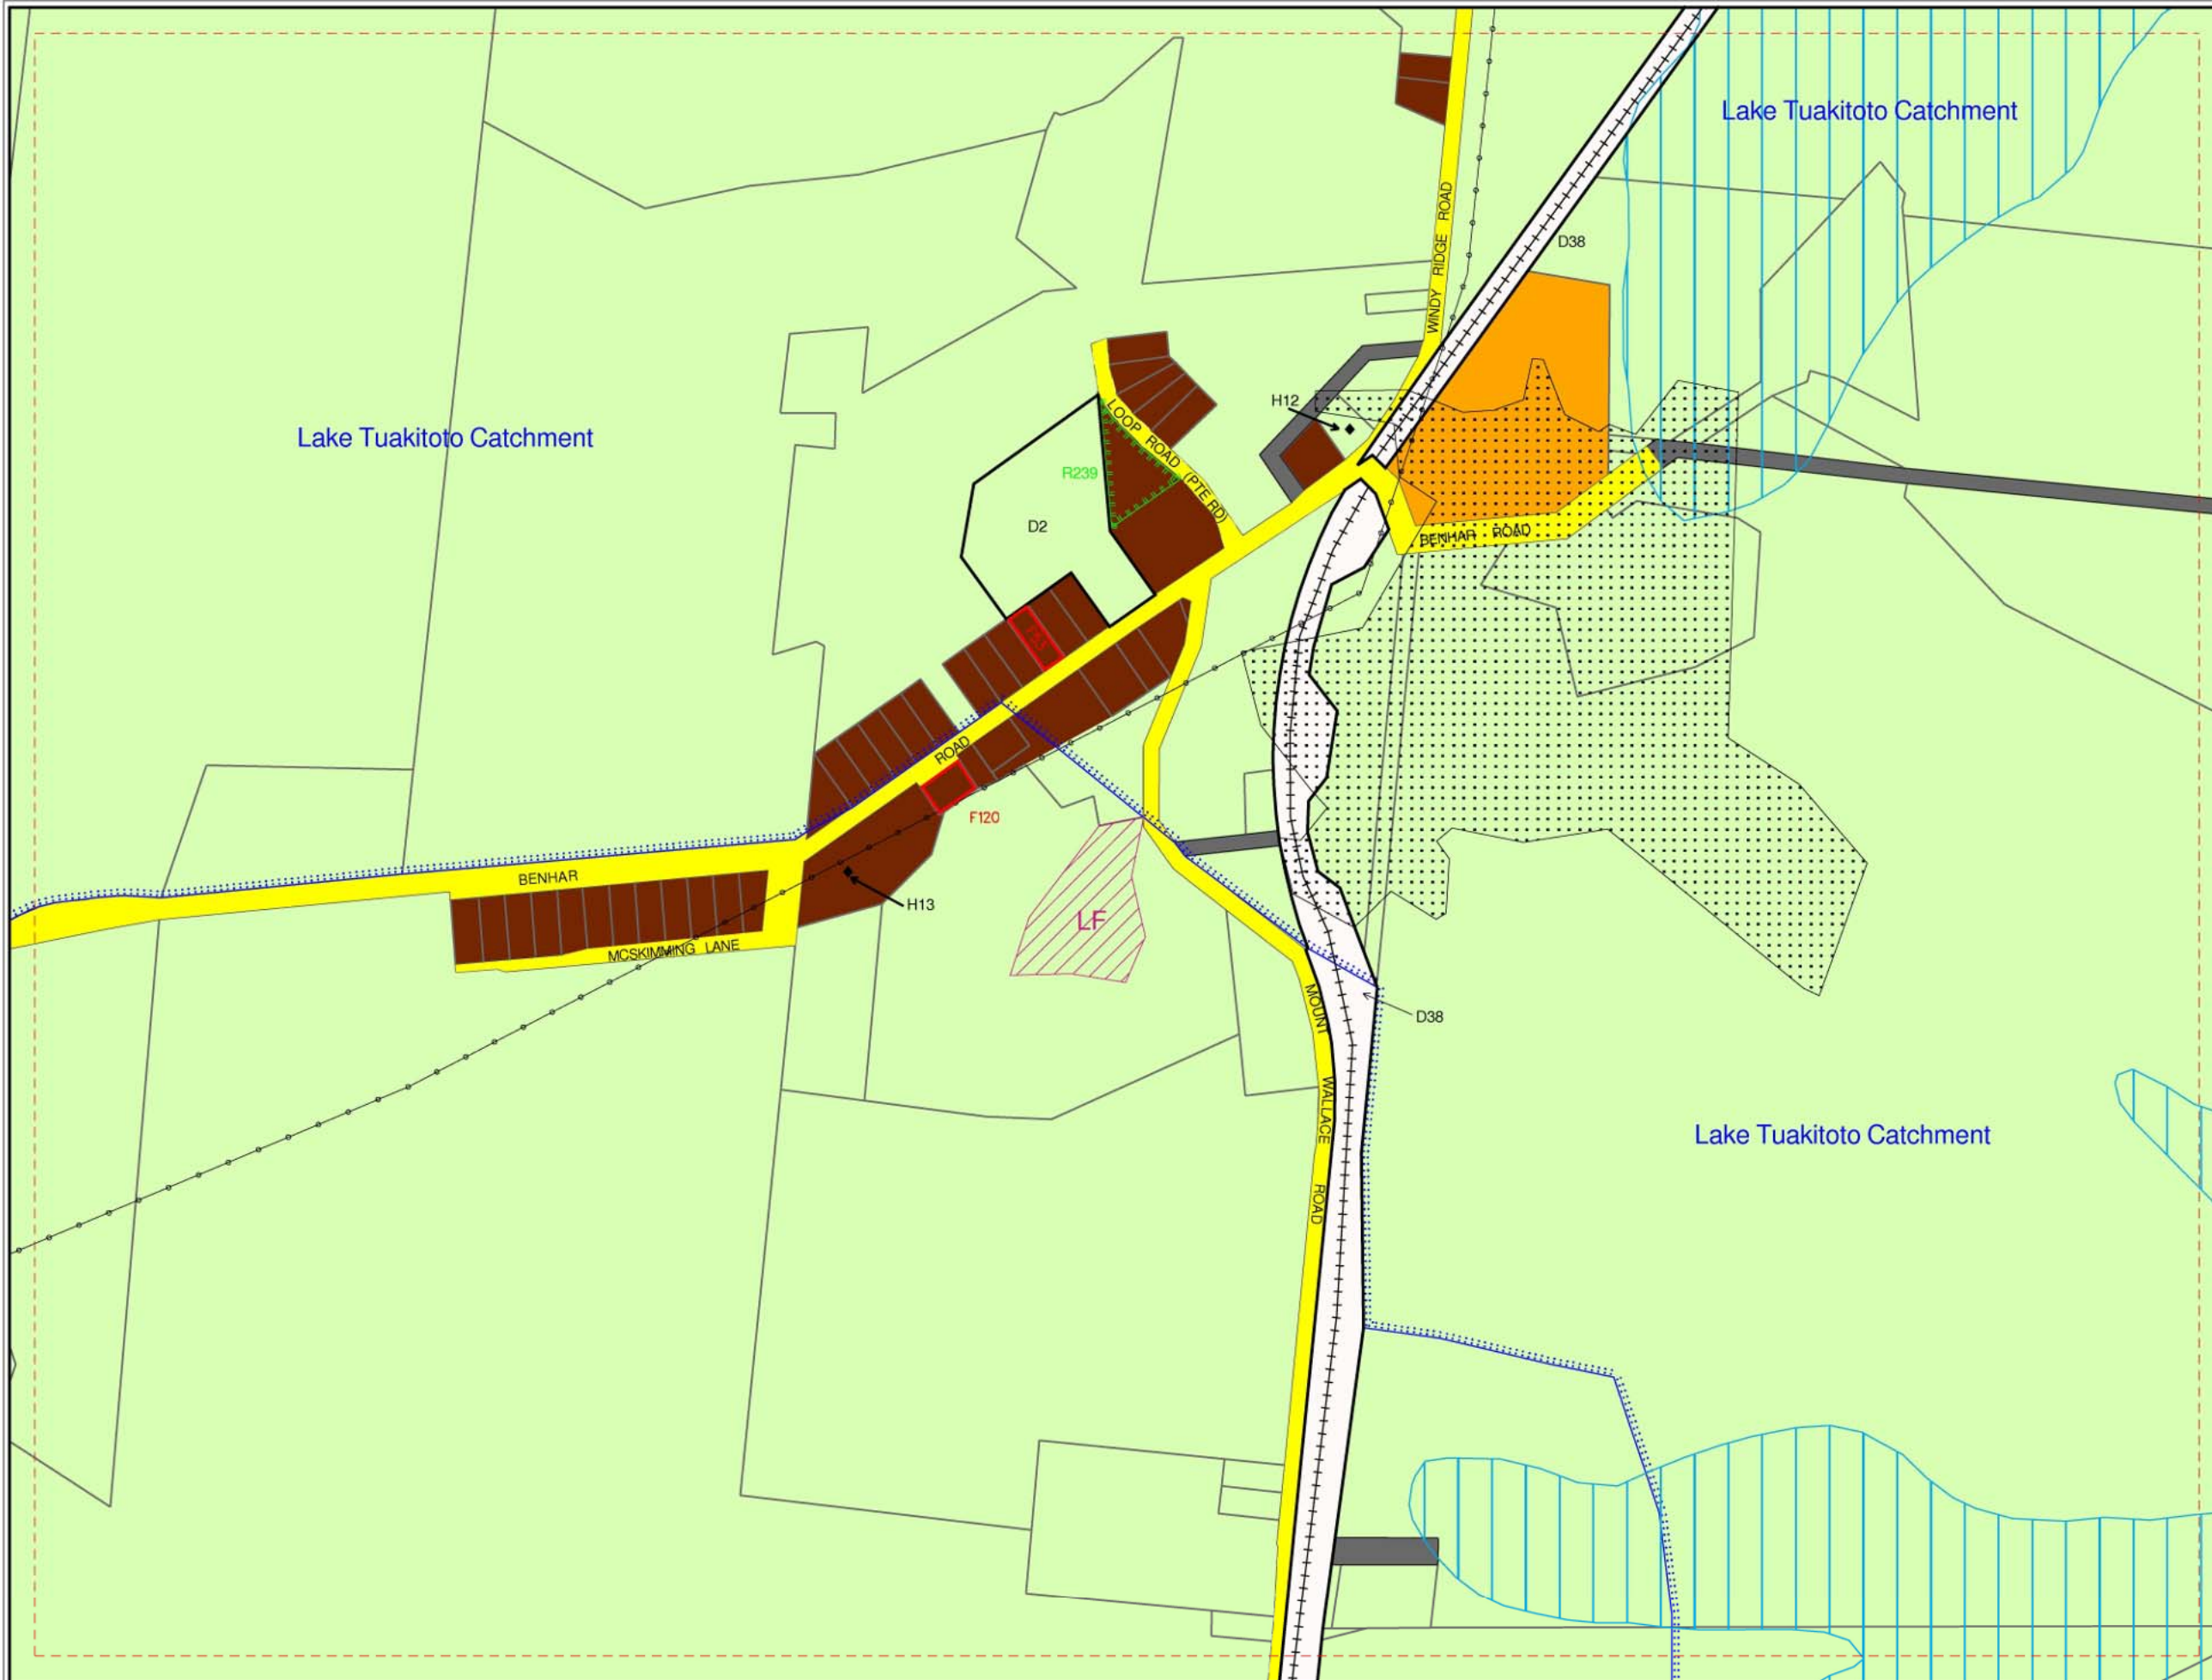 Lake Tuakitoto Catchment
WINDY RIDGE ROAD
D38
H12
LOOP ROAD (PTE RD)
Lake Tuakitoto Catchment
R239
D2
BENHAR ROAD
ROAD
F120
BENHAR
H13
LF
MCSKIMMING LANE
MOUNT
D38
WALLACE
Lake Tuakitoto Catchment
ROAD